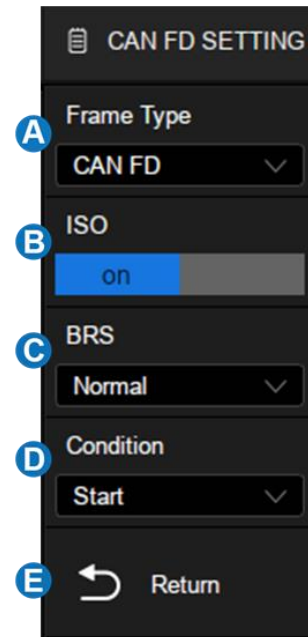 CAN FD SETTING
A
Frame Type
CAN FD
B
ISO
on
C
BRS
Normal
D
Condition
Start
E
Return